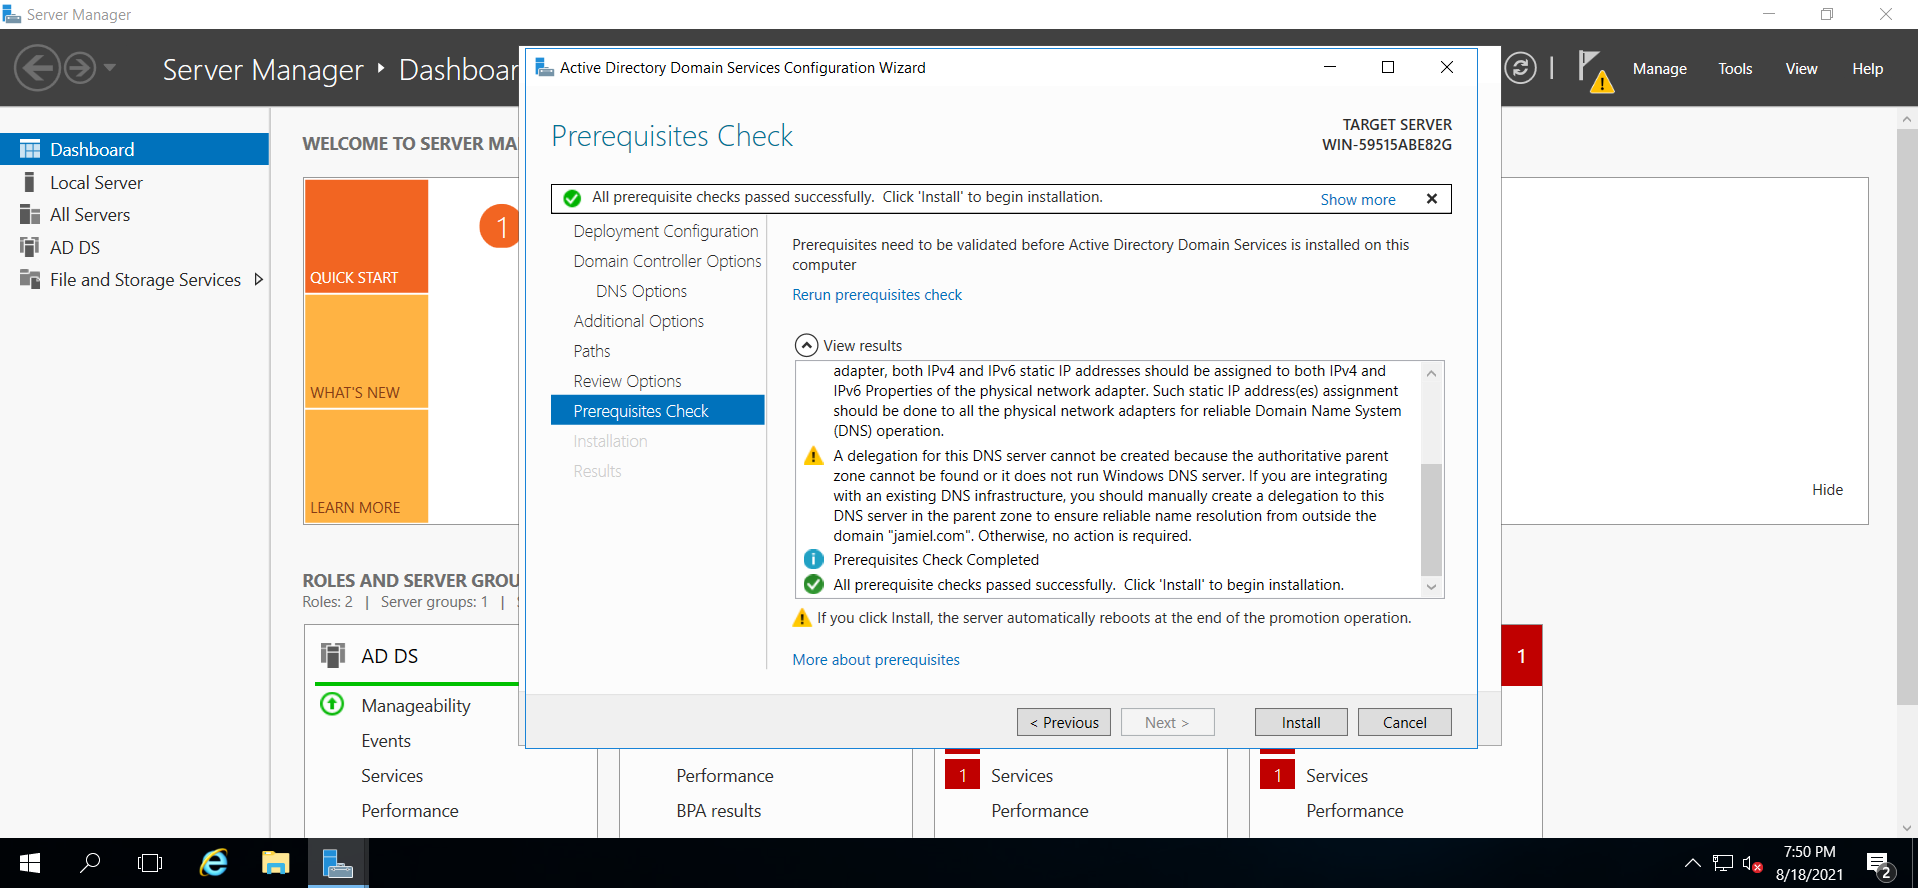 Server Manager
Server Manager ‣ Dashboar
Manage
Tools
View
Help
Dashboard
Local Server
All Servers
AD DS
File and Storage Services
WELCOME TO SERVER MA
QUICK START
WHAT'S NEW
LEARN MORE
1
Hide
ROLES AND SERVER GROU
Roles: 2 | Server groups: 1 |
AD DS
Manageability
Events
Services
Performance
Performance
BPA results
1 Services
Performance
1
1 Services
Performance
Active Directory Domain Services Configuration Wizard
Prerequisites Check
TARGET SERVER
WIN-59515ABE82G
All prerequisite checks passed successfully.  Click 'Install' to begin installation.
Show more
Deployment Configuration
Domain Controller Options
DNS Options
Additional Options
Paths
Review Options
Prerequisites Check
Installation
Results
Prerequisites need to be validated before Active Directory Domain Services is installed on this
computer
Rerun prerequisites check
View results
adapter, both IPv4 and IPv6 static IP addresses should be assigned to both IPv4 and
IPv6 Properties of the physical network adapter. Such static IP address(es) assignment
should be done to all the physical network adapters for reliable Domain Name System
(DNS) operation.
A delegation for this DNS server cannot be created because the authoritative parent
zone cannot be found or it does not run Windows DNS server. If you are integrating
with an existing DNS infrastructure, you should manually create a delegation to this
DNS server in the parent zone to ensure reliable name resolution from outside the
domain "jamiel.com". Otherwise, no action is required.
Prerequisites Check Completed
All prerequisite checks passed successfully.  Click 'Install' to begin installation.
If you click Install, the server automatically reboots at the end of the promotion operation.
More about prerequisites
< Previous
Next >
Install
Cancel
7:50 PM
8/18/2021
2